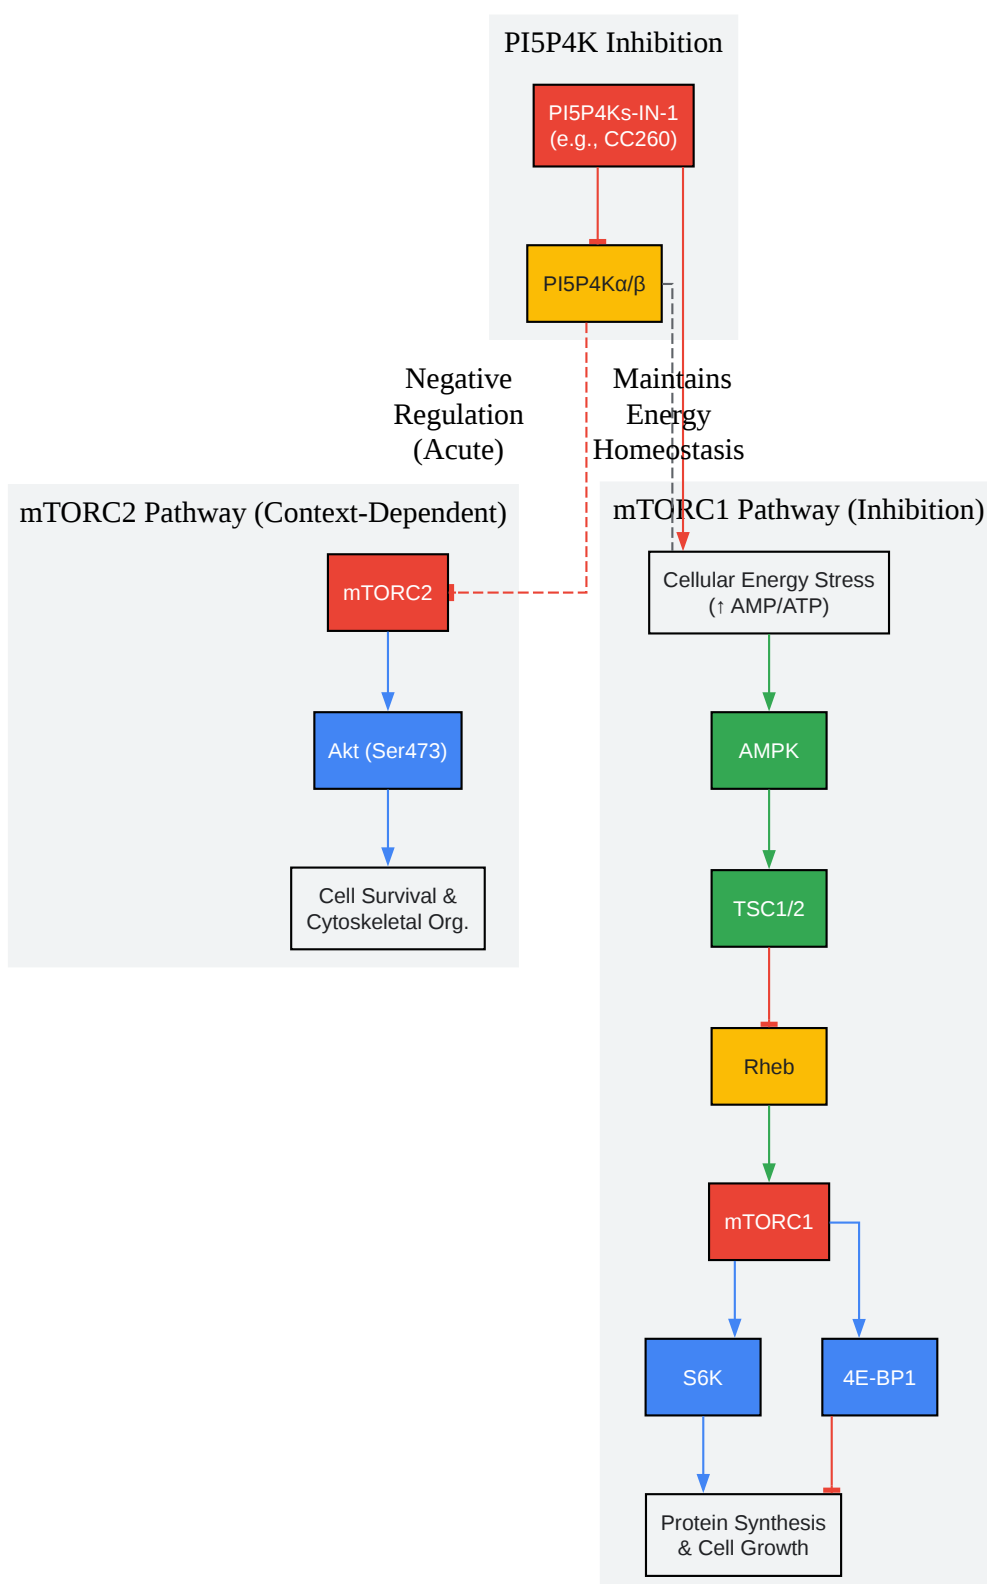 PI5P4K Inhibition
PI5P4Ks-IN-1
(e.g., CC260)
PI5P4Kα/β
Negative
Regulation
(Acute)
Maintains
Energy
Homeostasis
mTORC2 Pathway (Context-Dependent)
mTORC2
Akt (Ser473)
Cell Survival &
Cytoskeletal Org.
mTORC1 Pathway (Inhibition)
Cellular Energy Stress
(↑ AMP/ATP)
AMPK
TSC1/2
Rheb
mTORC1
S6K
4E-BP1
Protein Synthesis
& Cell Growth